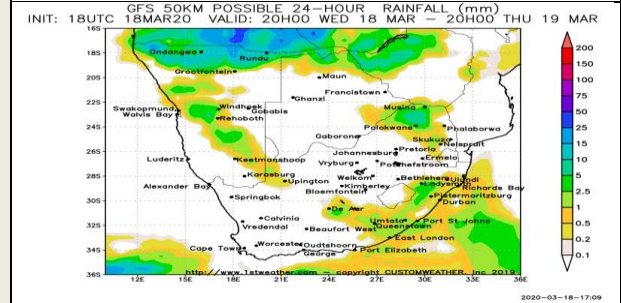 GFS 50KM POSSIBLE 24-HOUR RAINFALL (mm)
INIT: 18UTC 18MAR20 VALID: 20H00 WED 18 MAR - 20H00 THU 19 MAR
16S
Ondangwa
Rundu
200
150
18S
Grootfontein
Maun
100
20S
Francistown
75
Ghanzi
50
22S
Swakopmund
Windhoek
Gobabis
Musina
Walvis Bay
Rehoboth
25
24S
Polokwane
Phalaborwa
Gaborone
Skukuza
15
Pretoria
Nelspruit
Johannesburg
10
26S
Luderitz
Keetmanshoop
Vryburg
Potchefstroom
Ermelo
5
Karasburg
Upington
Welkom
Bethlehem
Ulundi
28S
Alexander Bay
Kimberley
Ladysmith
Richards Bay
2.5
Springbok
Bloemfontein
Pietermaritzburg
1
30S
De Aar
Durban
Calvinia
Umtata
Port St Johns
0.5
32S
Vredendal
Beaufort West
Queenstown
0.2
East London
Cape Town
Worcester
Oudtshoorn
0.1
34S
George
Port Elizabeth
http://www.1stweather.com - copyright CUSTOMWEATHER, Inc 2019
36S
12E
15E
18E
21E
24E
27E
30E
33E
36E
2020-03-18-17:09